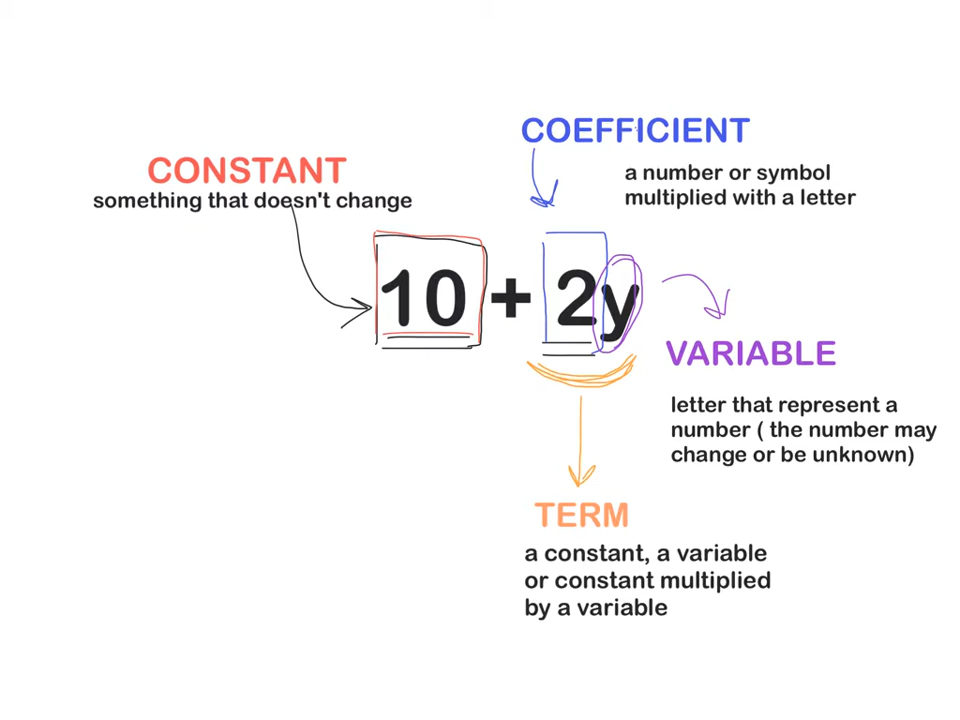 COEFFICIENT
a number or symbol
multiplied with a letter
CONSTANT
something that doesn't change
10 + 2y
VARIABLE
letter that represent a
number ( the number may
change or be unknown)
TERM
a constant, a variable
or constant multiplied
by a variable